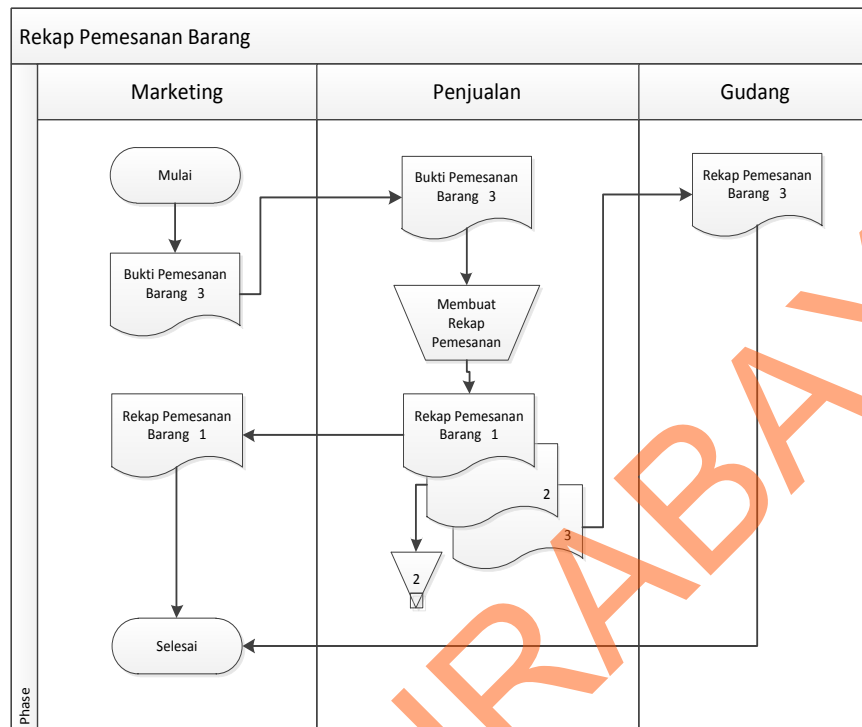 Rekap Pemesanan Barang
Marketing
Penjualan
Gudang
Mulai
Bukti Pemesanan
Barang 3
Bukti Pemesanan
Barang 3
Rekap Pemesanan
Barang 3
Membuat
Rekap
Pemesanan
Rekap Pemesanan
Barang 1
Rekap Pemesanan
Barang 1
2
3
2
Selesai
Phase
URABAY